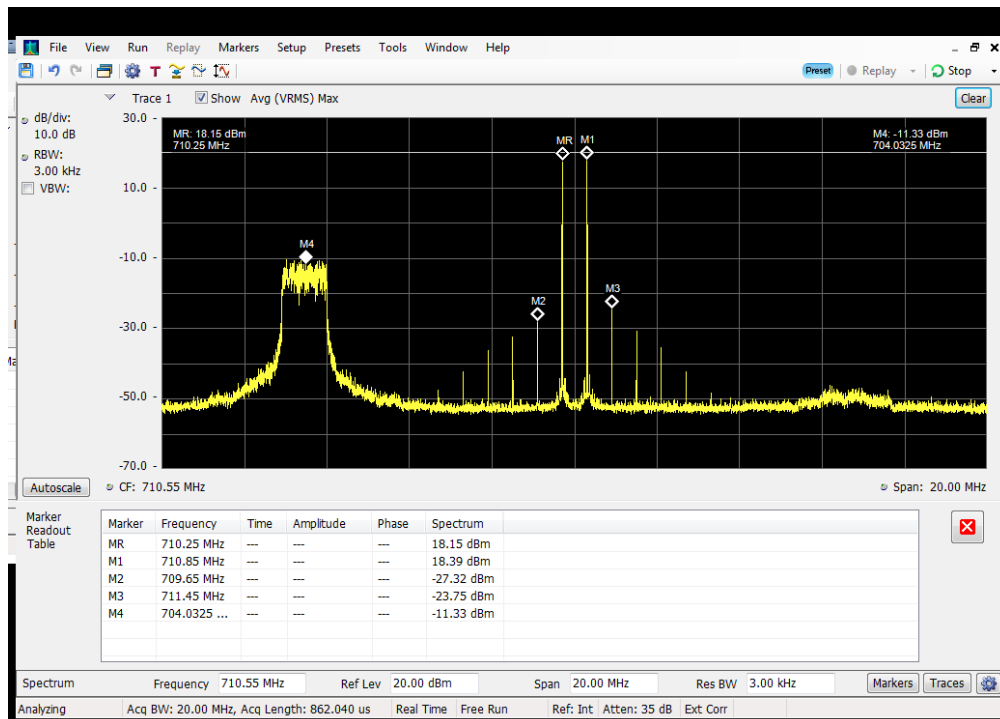 File View Run Replay Markers Setup Presets Tools Window Help
T Preset Replay Stop
Trace 1 Show Avg (VRMS) Max Clear
dB/div:
10.0 dB
RBW:
3.00 kHz
VBW:
30.0
10.0
-10.0
-30.0
-50.0
-70.0
MR: 18.15 dBm
710.25 MHz
MR M1
M4: -11.33 dBm
704.0325 MHz
M4
M2
M3
Autoscale CF: 710.55 MHz Span: 20.00 MHz
Marker
Readout
Table
Marker Frequency Time Amplitude Phase Spectrum
MR 710.25 MHz --- --- --- 18.15 dBm
M1 710.85 MHz --- --- --- 18.39 dBm
M2 709.65 MHz --- --- --- -27.32 dBm
M3 711.45 MHz --- --- --- -23.75 dBm
M4 704.0325 ... --- --- --- -11.33 dBm
Spectrum Frequency 710.55 MHz Ref Lev 20.00 dBm Span 20.00 MHz Res BW 3.00 kHz Markers Traces
Analyzing Acq BW: 20.00 MHz, Acq Length: 862.040 us Real Time Free Run Ref: Int Atten: 35 dB Ext Corr